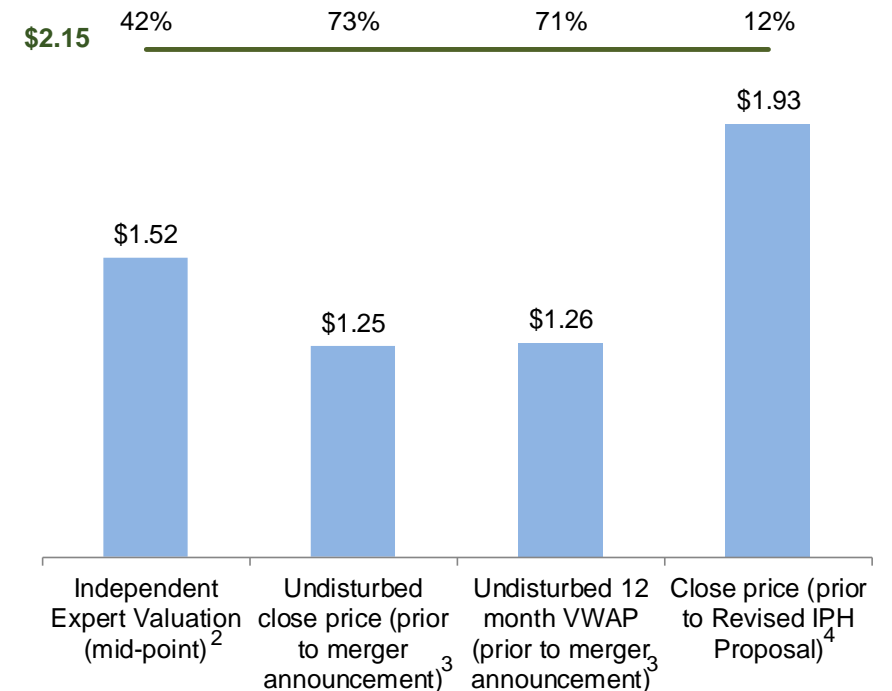 42% 73% 71% 12%
$2.15
$1.93
$1.52
$1.25
$1.26
Independent
Expert Valuation
(mid-point)2
Undisturbed
close price (prior
to merger
announcement)3
Undisturbed 12
month VWAP
(prior to merger
announcement)3
Close price (prior
to Revised IPH
Proposal)4